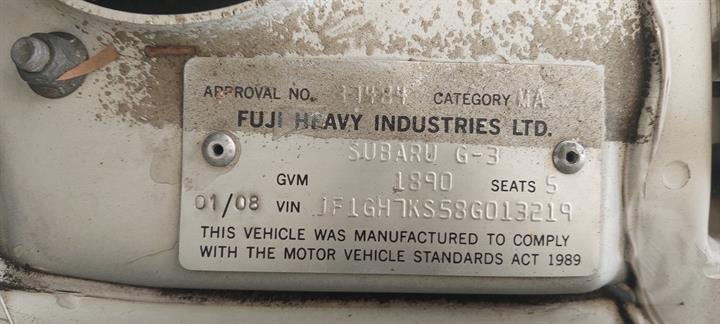 APPROVAL NO. 11484 CATEGORY MA
FUJI HEAVY INDUSTRIES LTD.
SUBARU G-3
GVM 1890 SEATS 5
01/08 VIN JF1GH7KS58G013219
THIS VEHICLE WAS MANUFACTURED TO COMPLY
WITH THE MOTOR VEHICLE STANDARDS ACT 1989